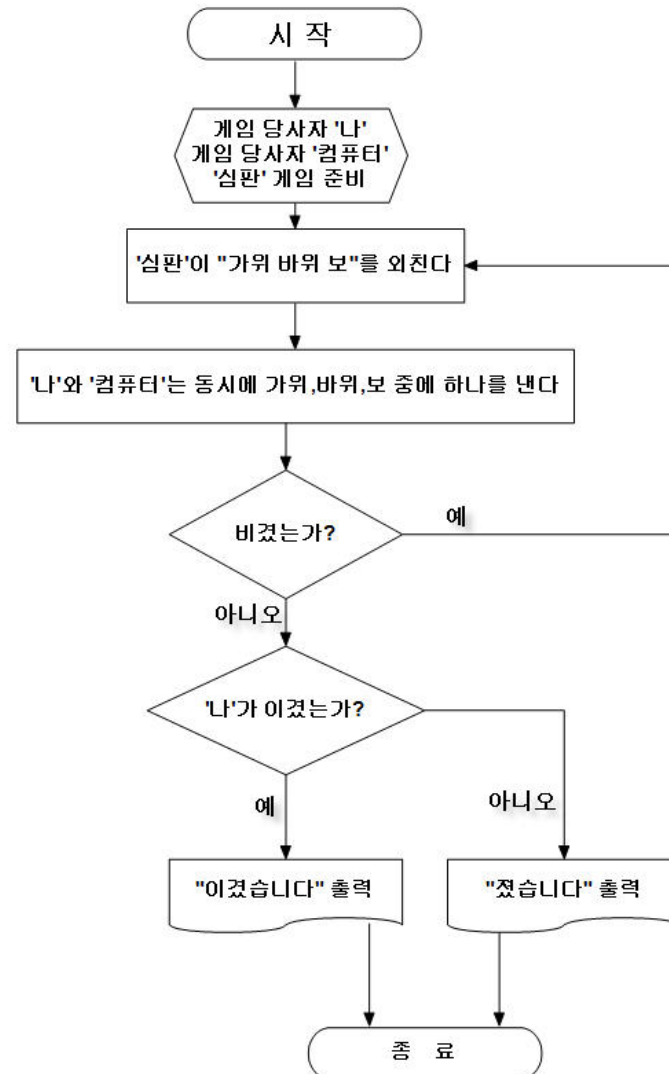 시 작
게임 당사자 '나'
게임 당사자 '컴퓨터'
'심판' 게임 준비
'심판'이 "가위 바위 보"를 외친다
'나'와 '컴퓨터'는 동시에 가위,바위,보 중에 하나를 낸다
비겼는가?
예
아니오
'나'가 이겼는가?
예
아니오
"이겼습니다" 출력
"졌습니다" 출력
종 료